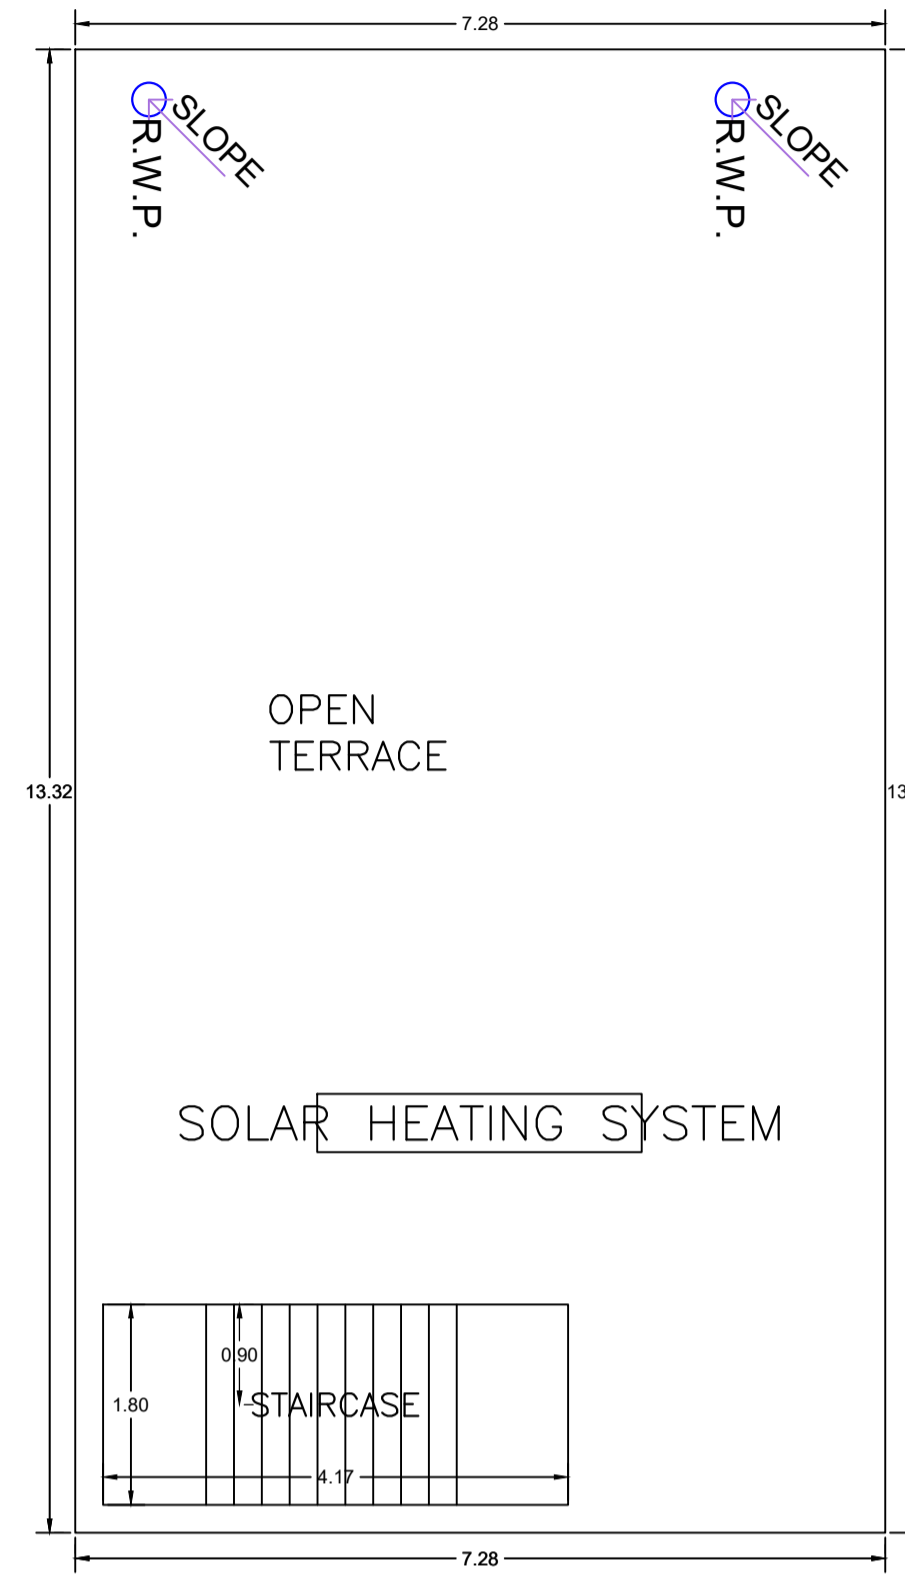 7.28
SLOPE
R.W.P.
SLOPE
R.W.P.
OPEN
TERRACE
13.32
13
SOLAR HEATING SYSTEM
0.90
1.80
STAIRCASE
4.17
7.28